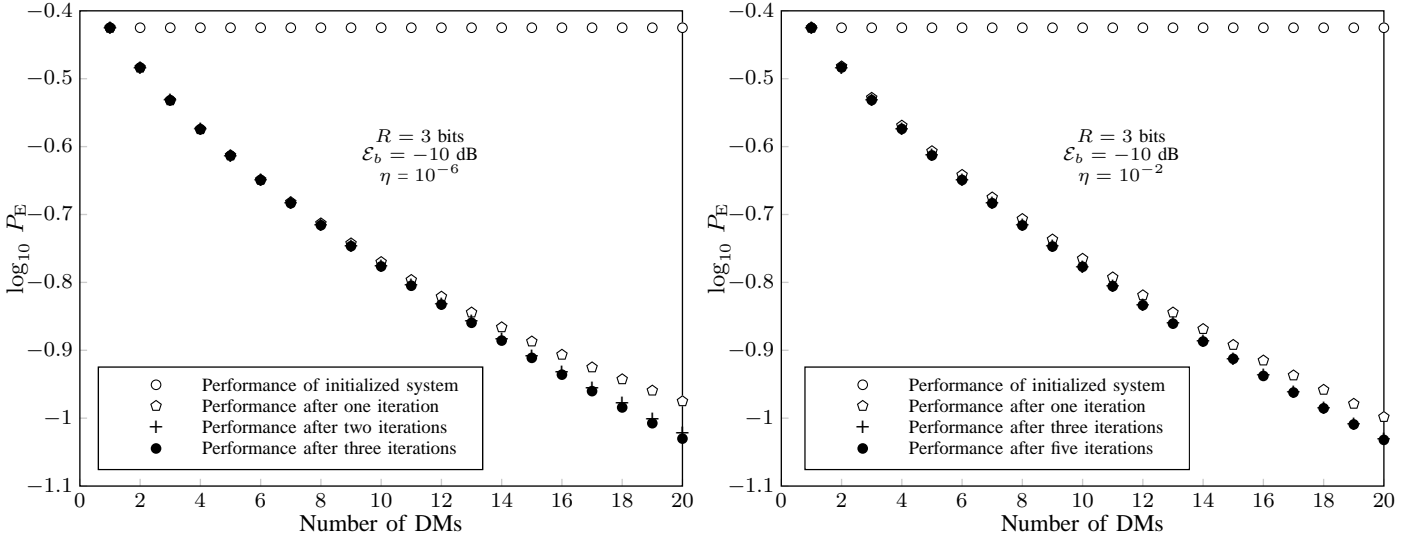 −0.4
−0.5
−0.6
−0.7
−0.8
−0.9
−1
−1.1
log₁₀ P_E
R = 3 bits
ℰ_b = −10 dB
η = 10⁻⁶
Performance of initialized system
Performance after one iteration
Performance after two iterations
Performance after three iterations
0 2 4 6 8 10 12 14 16 18 20
Number of DMs
−0.4
−0.5
−0.6
−0.7
−0.8
−0.9
−1
−1.1
log₁₀ P_E
R = 3 bits
ℰ_b = −10 dB
η = 10⁻²
Performance of initialized system
Performance after one iteration
Performance after three iterations
Performance after five iterations
0 2 4 6 8 10 12 14 16 18 20
Number of DMs